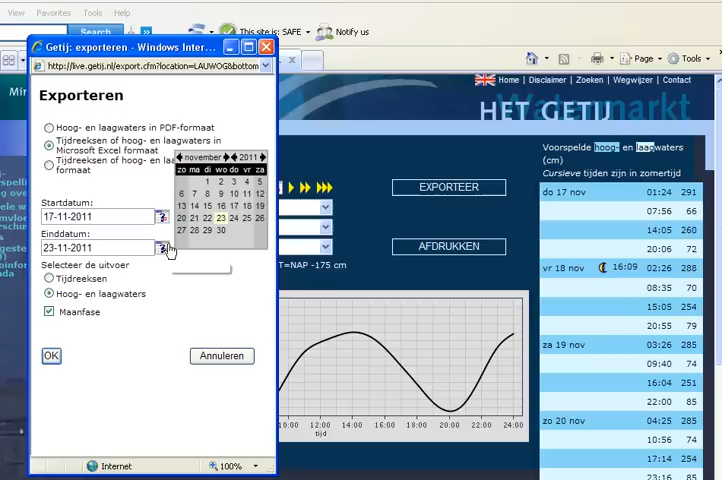 View
Favorites
Tools
Help
Search
This site is: SAFE
Notify us
Page
Tools
Getij: exporteren - Windows Inter...
http://live.getij.nl/export.cfm?location=LAUWOG&bottom
Home | Disclaimer | Zoeken | Wegwijzer | Contact
Watermarkt
HET GETIJ
Exporteren
Hoog- en laagwaters in PDF-formaat
Tijdreeksen of hoog- en laagwaters in
Microsoft Excel formaat
Tijdreeksen of hoog- en laa
formaat
november 2011
zo ma di wo do vr za
1 2 3 4 5
6 7 8 9 10 11 12
13 14 15 16 17 18 19
20 21 22 23 24 25 26
27 28 29 30
Startdatum:
17-11-2011
Einddatum:
23-11-2011
Selecteer de uitvoer
Tijdreeksen
Hoog- en laagwaters
Maanfase
OK
Annuleren
Internet
100%
EXPORTEER
AFDRUKKEN
T=NAP -175 cm
10:00 12:00 14:00 16:00 18:00 20:00 22:00 24:00
tijd
Voorspelde hoog- en laagwaters
(cm)
Cursieve tijden zijn in zomertijd
do 17 nov 01:24 291
07:56 66
14:05 260
20:06 72
vr 18 nov 16:09 02:26 288
08:35 70
15:05 254
20:55 79
za 19 nov 03:26 285
09:40 74
16:04 251
22:00 85
zo 20 nov 04:25 285
10:56 74
17:14 254
23:16 85